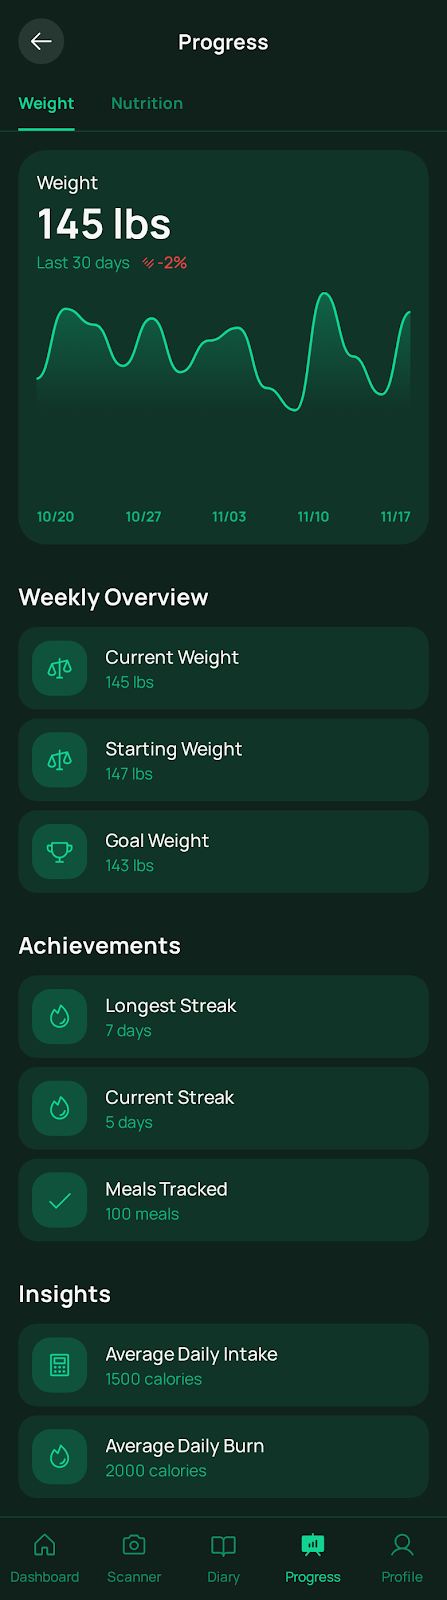 Progress
Weight Nutrition
Weight
145 lbs
Last 30 days -2%
10/20 10/27 11/03 11/10 11/17
Weekly Overview
Current Weight
145 lbs
Starting Weight
147 lbs
Goal Weight
143 lbs
Achievements
Longest Streak
7 days
Current Streak
5 days
Meals Tracked
100 meals
Insights
Average Daily Intake
1500 calories
Average Daily Burn
2000 calories
Dashboard Scanner Diary Progress Profile